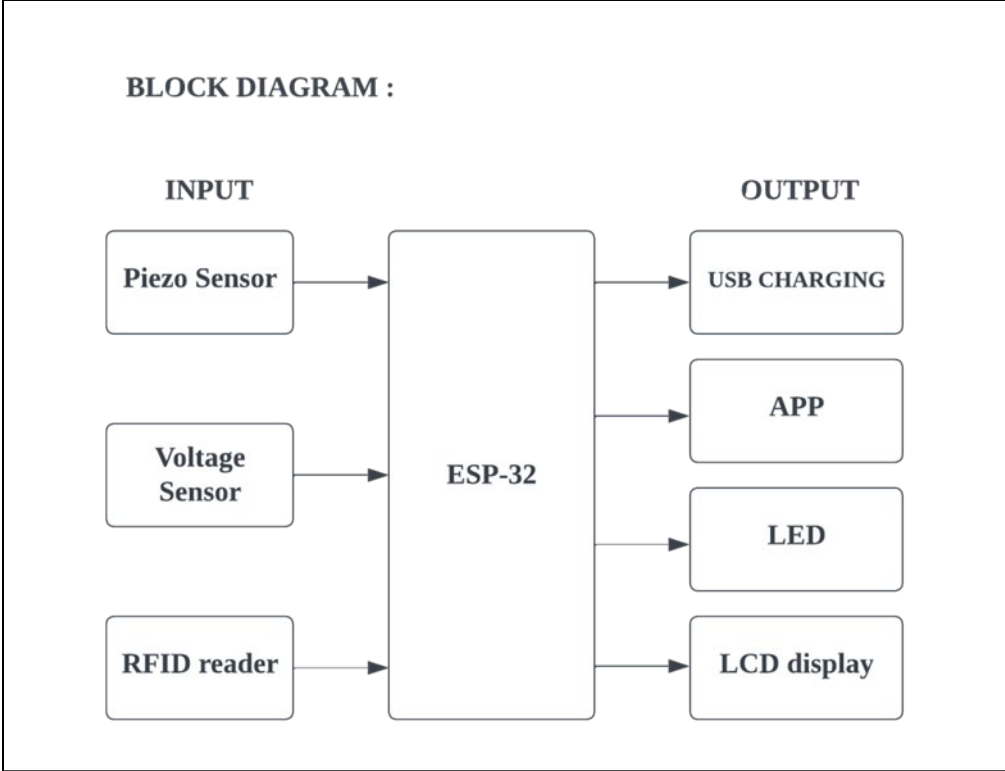 BLOCK DIAGRAM :
INPUT
OUTPUT
Piezo Sensor
USB CHARGING
APP
Voltage
Sensor
ESP-32
LED
RFID reader
LCD display